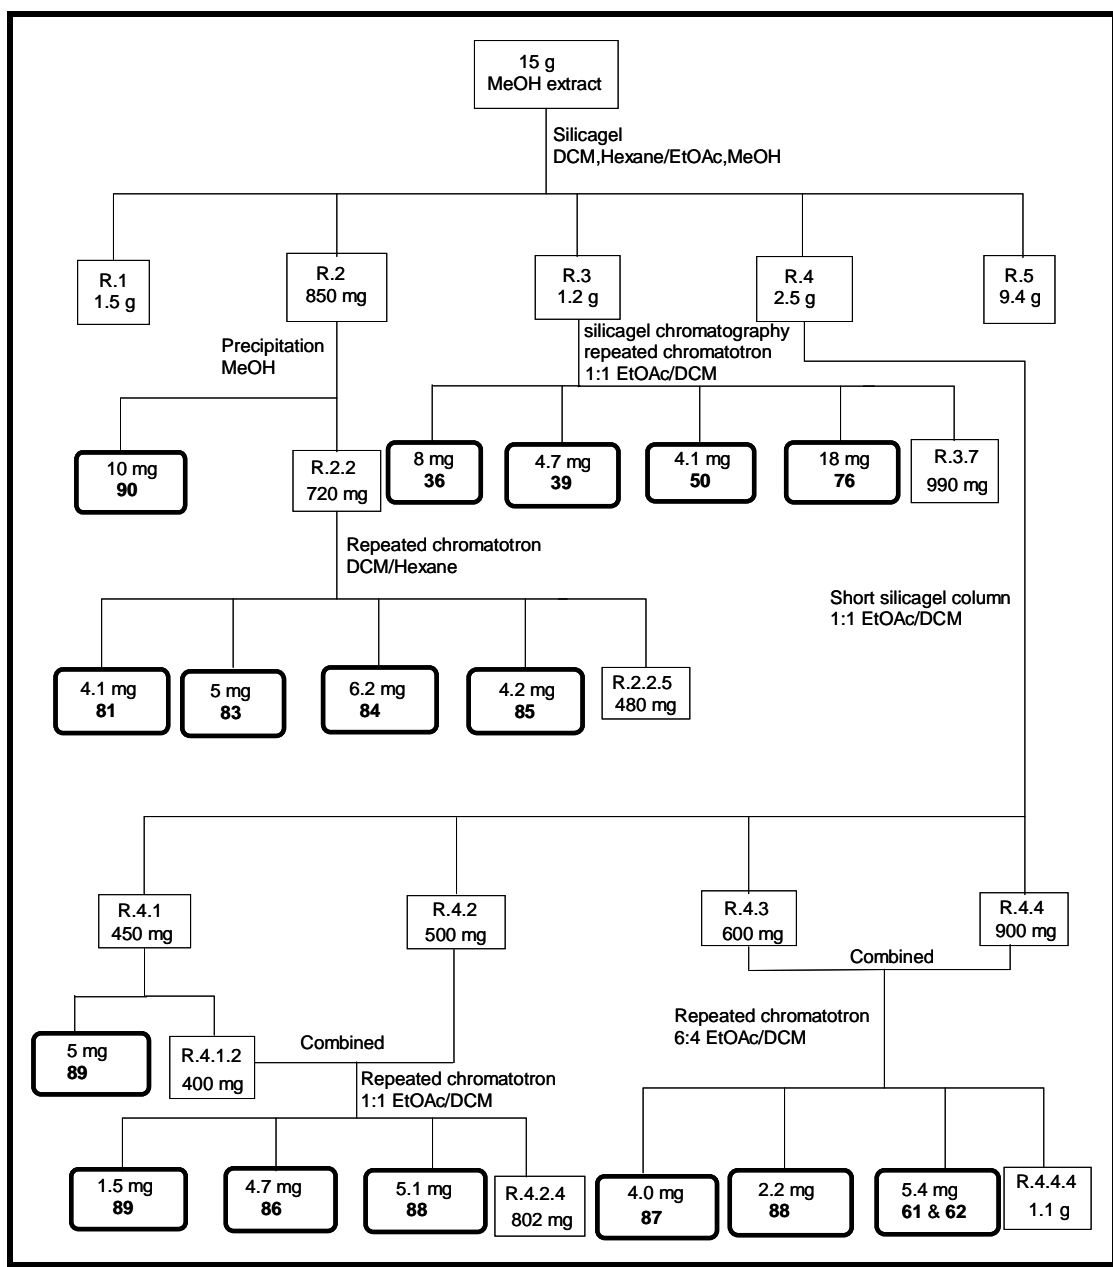 15 g
MeOH extract
Silicagel
DCM,Hexane/EtOAc,MeOH
R.1
1.5 g
R.2
850 mg
R.3
1.2 g
R.4
2.5 g
R.5
9.4 g
Precipitation
MeOH
silicagel chromatography
repeated chromatotron
1:1 EtOAc/DCM
10 mg
90
R.2.2
720 mg
8 mg
36
4.7 mg
39
4.1 mg
50
18 mg
76
R.3.7
990 mg
Repeated chromatotron
DCM/Hexane
Short silicagel column
1:1 EtOAc/DCM
4.1 mg
81
5 mg
83
6.2 mg
84
4.2 mg
85
R.2.2.5
480 mg
R.4.1
450 mg
R.4.2
500 mg
R.4.3
600 mg
R.4.4
900 mg
Combined
Repeated chromatotron
6:4 EtOAc/DCM
5 mg
89
R.4.1.2
400 mg
Combined
Repeated chromatotron
1:1 EtOAc/DCM
1.5 mg
89
4.7 mg
86
5.1 mg
88
R.4.2.4
802 mg
4.0 mg
87
2.2 mg
88
5.4 mg
61 & 62
R.4.4.4
1.1 g